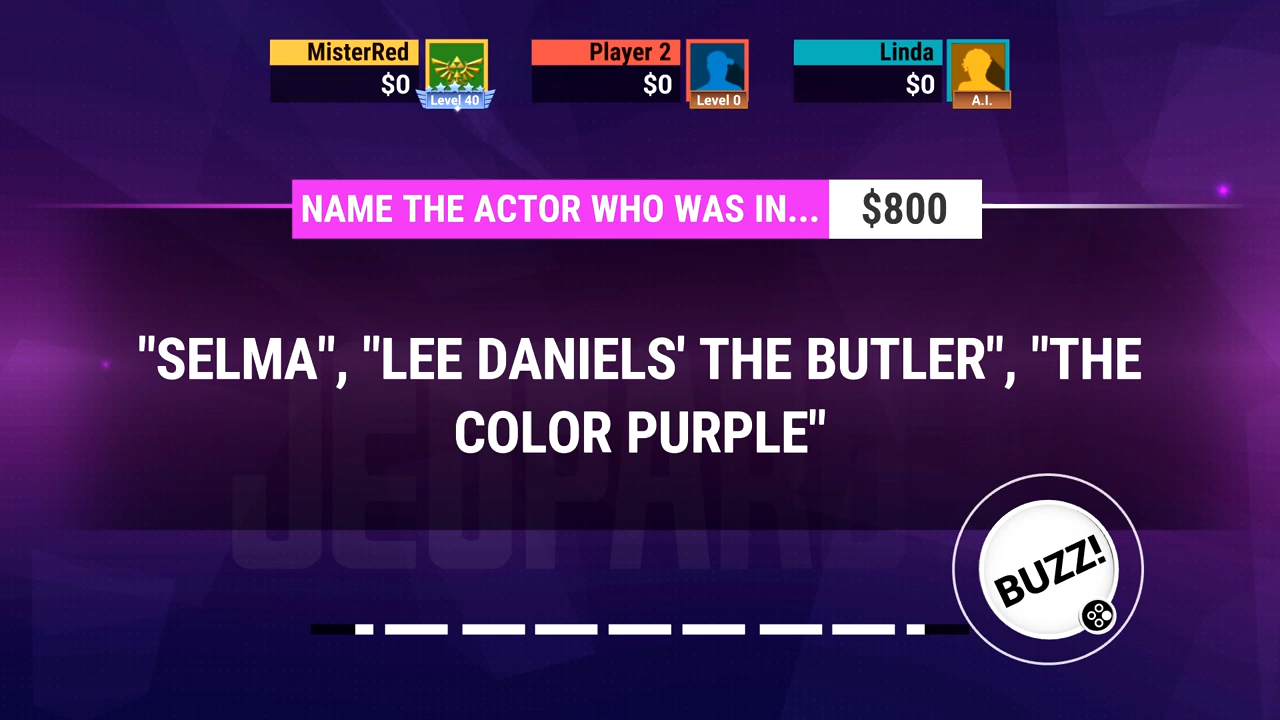 MisterRed
$0
Level 40
Player 2
$0
Level 0
Linda
$0
A.I.
NAME THE ACTOR WHO WAS IN... $800
"SELMA", "LEE DANIELS' THE BUTLER", "THE
COLOR PURPLE"
JEOPARD
BUZZ!